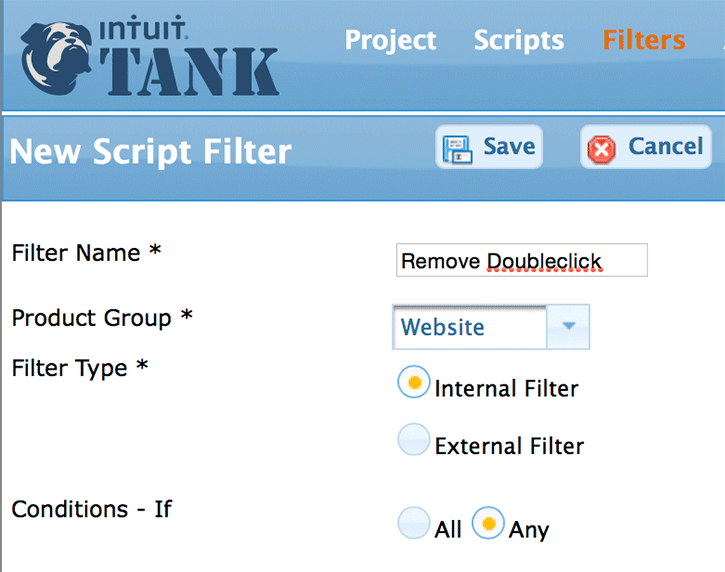 intuit.
TANK
Project Scripts Filters
New Script Filter Save Cancel
Filter Name * Remove Doubleclick
Product Group * Website
Filter Type * Internal Filter
External Filter
Conditions - If All Any